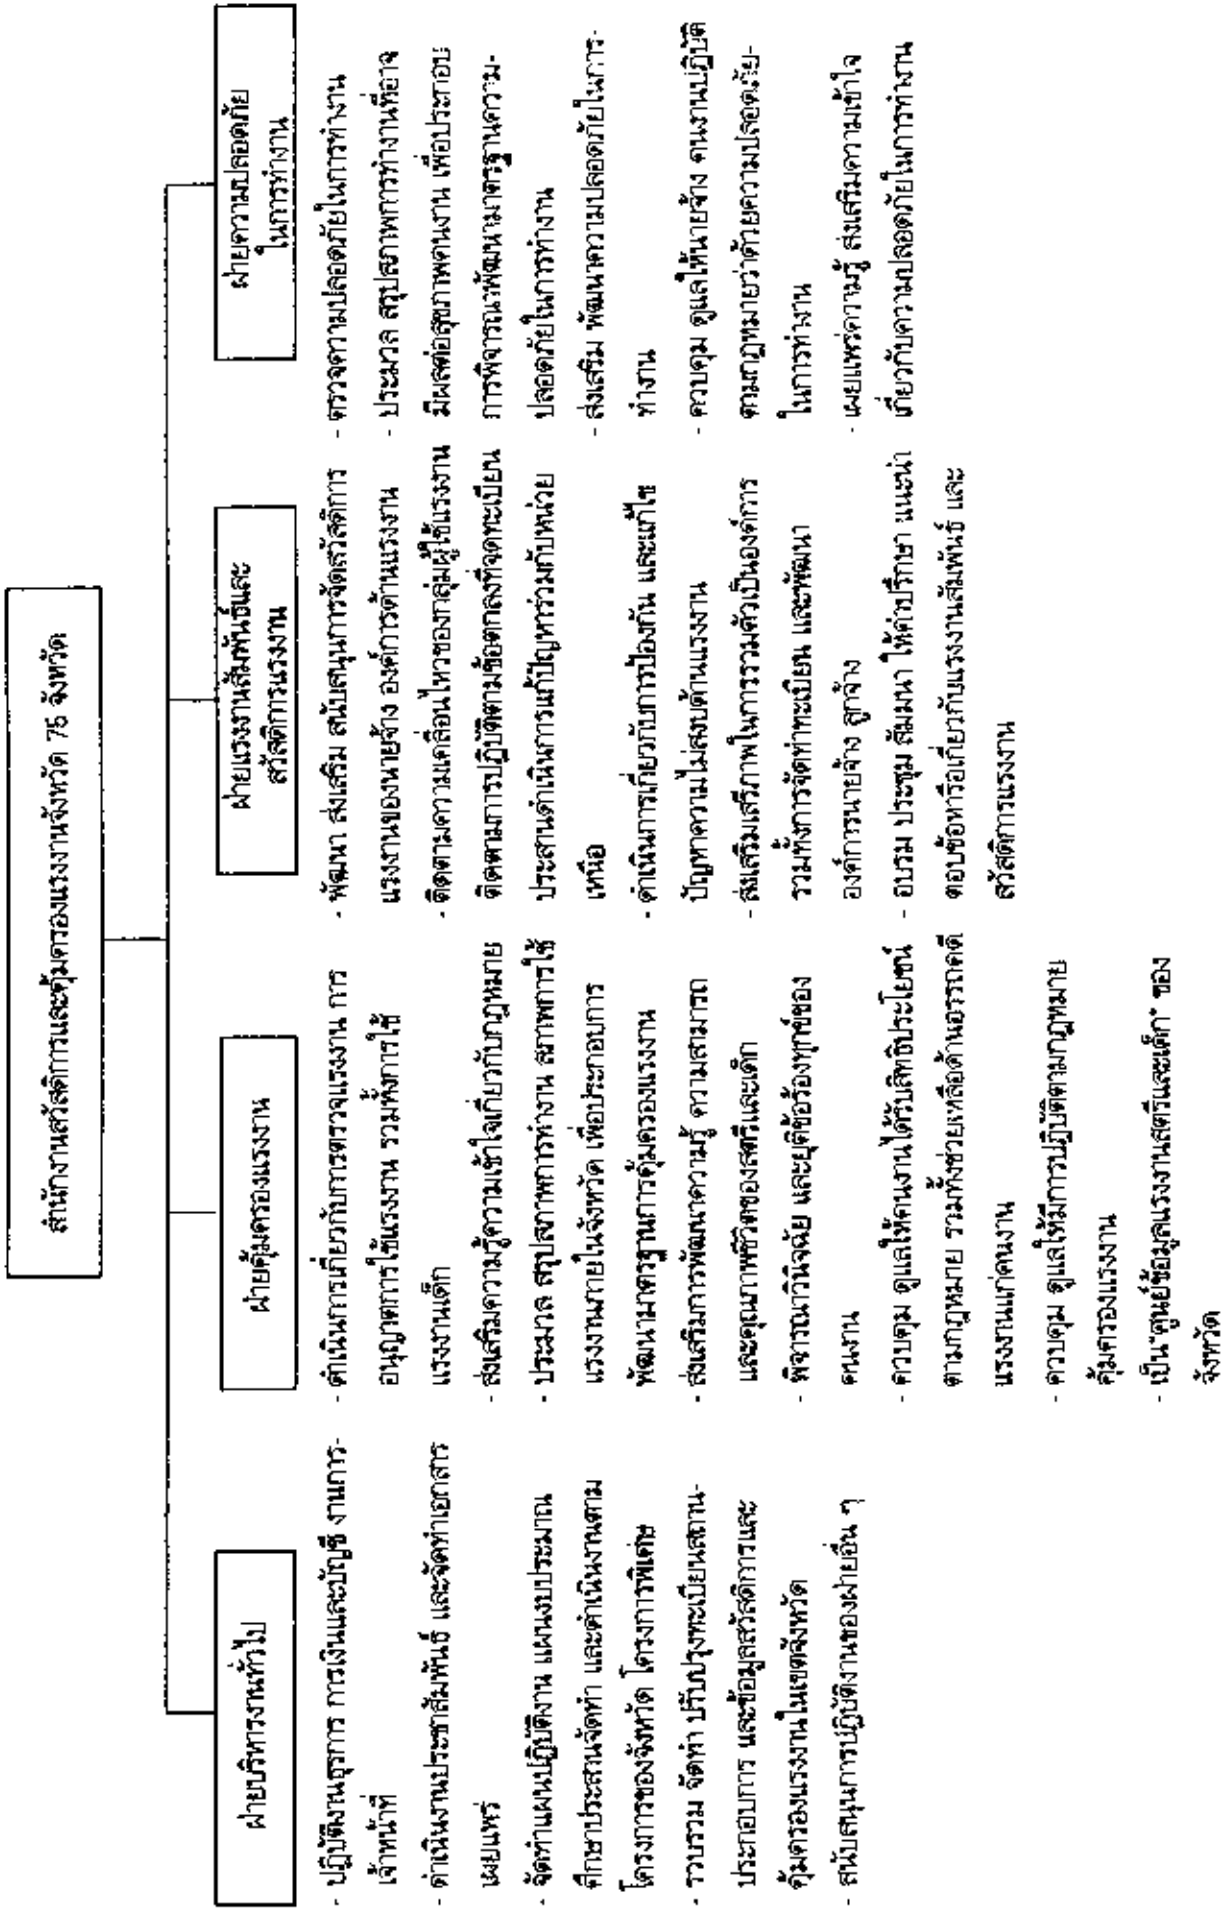 สำนักงานสวัสดิการและคุ้มครองแรงงานจังหวัด 75 จังหวัด
ฝ่ายบริหารงานทั่วไป
- ปฏิบัติงานธุรการ การเงินและบัญชี งานการ-
เจ้าหน้าที่
- ดำเนินงานประชาสัมพันธ์ และจัดทำเอกสาร
เผยแพร่
- จัดทำแผนปฏิบัติงาน แผนงบประมาณ
ศึกษาประสานจัดทำ และดำเนินงานตาม
โครงการของจังหวัด โครงการพิเศษ
- รวบรวม จัดทำ ปรับปรุงทะเบียนสถาน-
ประกอบการ และข้อมูลสวัสดิการและ
คุ้มครองแรงงานในเขตจังหวัด
- สนับสนุนการปฏิบัติงานของฝ่ายอื่น ๆ
ฝ่ายคุ้มครองแรงงาน
- ดำเนินการเกี่ยวกับการตรวจแรงงาน การ
อนุญาตการใช้แรงงาน รวมทั้งการใช้
แรงงานเด็ก
- ส่งเสริมความรู้ความเข้าใจเกี่ยวกับกฎหมาย
- ประมวล สรุปสภาพการทำงาน สภาพการใช้
แรงงานภายในจังหวัด เพื่อประกอบการ
พัฒนามาตรฐานการคุ้มครองแรงงาน
- ส่งเสริมการพัฒนาความรู้ ความสามารถ
และคุณภาพชีวิตของสตรีและเด็ก
- พิจารณาวินิจฉัย และยุติข้อร้องทุกข์ของ
คนงาน
- ควบคุม ดูแลให้คนงานได้รับสิทธิประโยชน์
ตามกฎหมาย รวมทั้งช่วยเหลือด้านอรรถคดี
แรงงานแก่คนงาน
- ควบคุม ดูแลให้มีการปฏิบัติตามกฎหมาย
คุ้มครองแรงงาน
- เป็น"ศูนย์ข้อมูลแรงงานสตรีและเด็ก" ของ
จังหวัด
ฝ่ายแรงงานสัมพันธ์และ
สวัสดิการแรงงาน
- พัฒนา ส่งเสริม สนับสนุนการจัดสวัสดิการ
แรงงานของนายจ้าง องค์การด้านแรงงาน
- ติดตามความเคลื่อนไหวของกลุ่มผู้ใช้แรงงาน
ติดตามการปฏิบัติตามข้อตกลงที่จดทะเบียน
ประสานดำเนินการแก้ปัญหาร่วมกับหน่วย
เหนือ
- ดำเนินการเกี่ยวกับการป้องกัน และแก้ไข
ปัญหาความไม่สงบด้านแรงงาน
- ส่งเสริมเสรีภาพในการรวมตัวเป็นองค์การ
รวมทั้งการจัดทำทะเบียน และพัฒนา
องค์การนายจ้าง ลูกจ้าง
- อบรม ประชุม สัมมนา ให้คำปรึกษา แนะนำ
ตอบข้อหารือเกี่ยวกับแรงงานสัมพันธ์ และ
สวัสดิการแรงงาน
ฝ่ายความปลอดภัย
ในการทำงาน
- ตรวจความปลอดภัยในการทำงาน
- ประมวล สรุปสภาพการทำงานที่อาจ
มีผลต่อสุขภาพคนงาน เพื่อประกอบ
การพิจารณาพัฒนามาตรฐานความ-
ปลอดภัยในการทำงาน
- ส่งเสริม พัฒนาความปลอดภัยในการ-
ทำงาน
- ควบคุม ดูแลให้นายจ้าง คนงานปฏิบัติ
ตามกฎหมายว่าด้วยความปลอดภัย-
ในการทำงาน
- เผยแพร่ความรู้ ส่งเสริมความเข้าใจ
เกี่ยวกับความปลอดภัยในการทำงาน